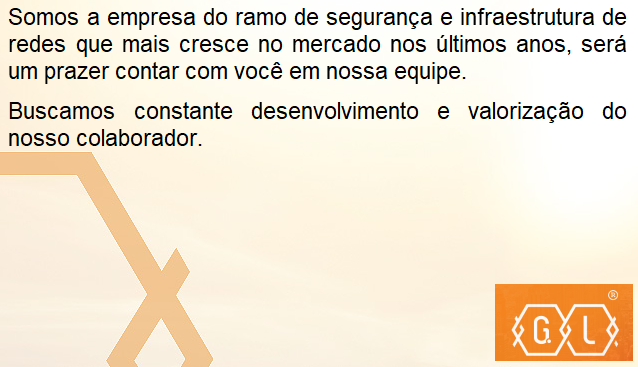 Somos a empresa do ramo de segurança e infraestrutura de
redes que mais cresce no mercado nos últimos anos, será
um prazer contar com você em nossa equipe.
Buscamos constante desenvolvimento e valorização do
nosso colaborador.
G. L ®